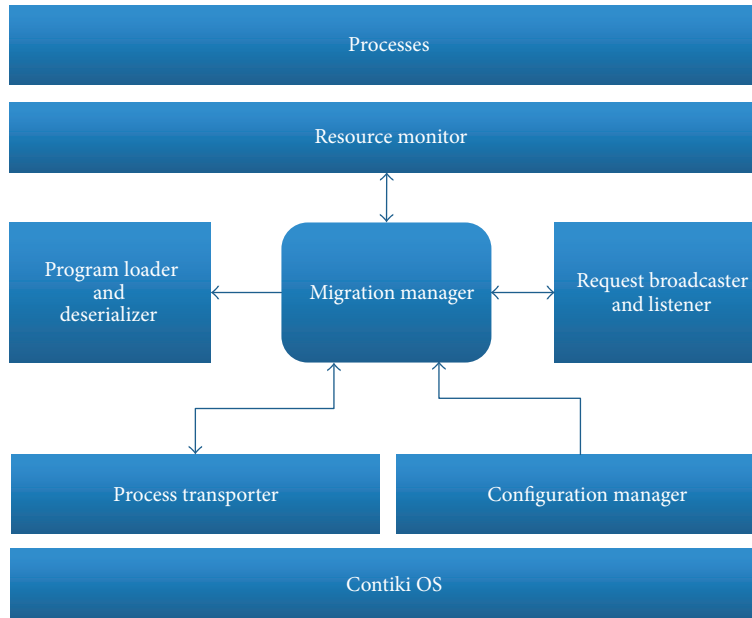 Processes
Resource monitor
Program loader
and
deserializer
Migration manager
Request broadcaster
and listener
Process transporter
Configuration manager
Contiki OS